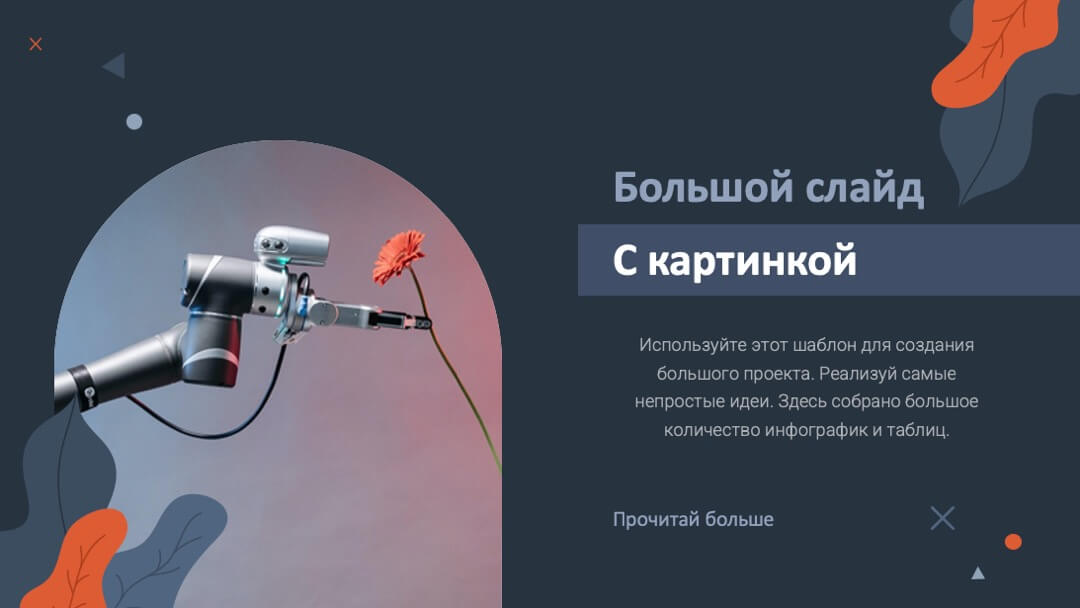 Большой слайд
С картинкой
Используйте этот шаблон для создания
большого проекта. Реализуй самые
непростые идеи. Здесь собрано большое
количество инфографик и таблиц.
Прочитай больше